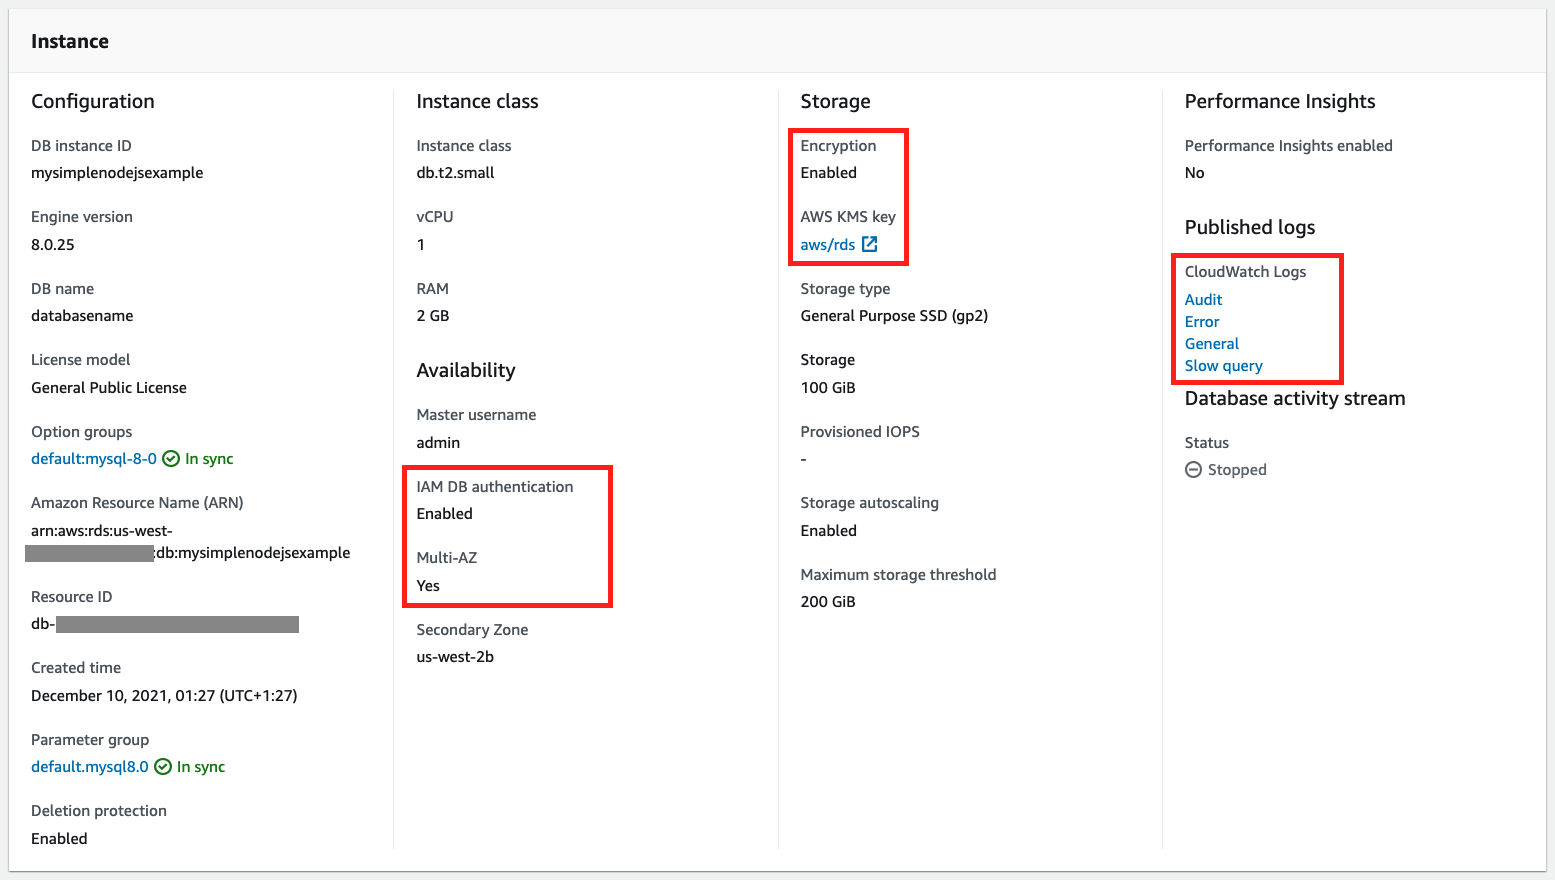 Instance
Configuration
DB instance ID
mysimplenodejsexample
Engine version
8.0.25
DB name
databasename
License model
General Public License
Option groups
default:mysql-8-0 In sync
Amazon Resource Name (ARN)
arn:aws:rds:us-west-
:db:mysimplenodejsexample
Resource ID
db-
Created time
December 10, 2021, 01:27 (UTC+1:27)
Parameter group
default.mysql8.0 In sync
Deletion protection
Enabled
Instance class
Instance class
db.t2.small
vCPU
1
RAM
2 GB
Availability
Master username
admin
IAM DB authentication
Enabled
Multi-AZ
Yes
Secondary Zone
us-west-2b
Storage
Encryption
Enabled
AWS KMS key
aws/rds
Storage type
General Purpose SSD (gp2)
Storage
100 GiB
Provisioned IOPS
-
Storage autoscaling
Enabled
Maximum storage threshold
200 GiB
Performance Insights
Performance Insights enabled
No
Published logs
CloudWatch Logs
Audit
Error
General
Slow query
Database activity stream
Status
Stopped